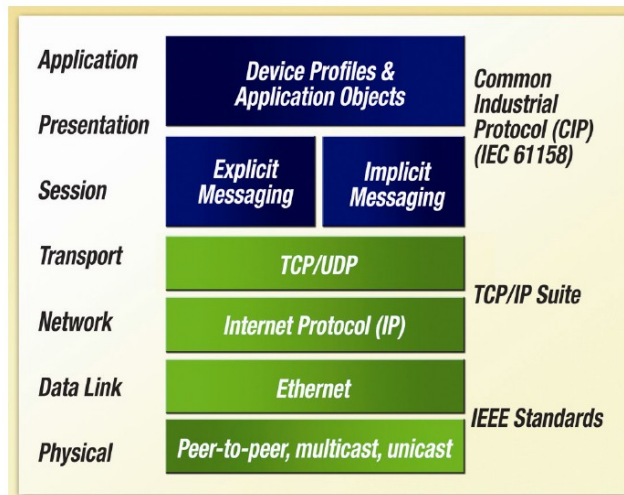 Application
Presentation
Session
Transport
Network
Data Link
Physical
Device Profiles &
Application Objects
Explicit
Messaging
Implicit
Messaging
TCP/UDP
Internet Protocol (IP)
Ethernet
Peer-to-peer, multicast, unicast
Common
Industrial
Protocol (CIP)
(IEC 61158)
TCP/IP Suite
IEEE Standards